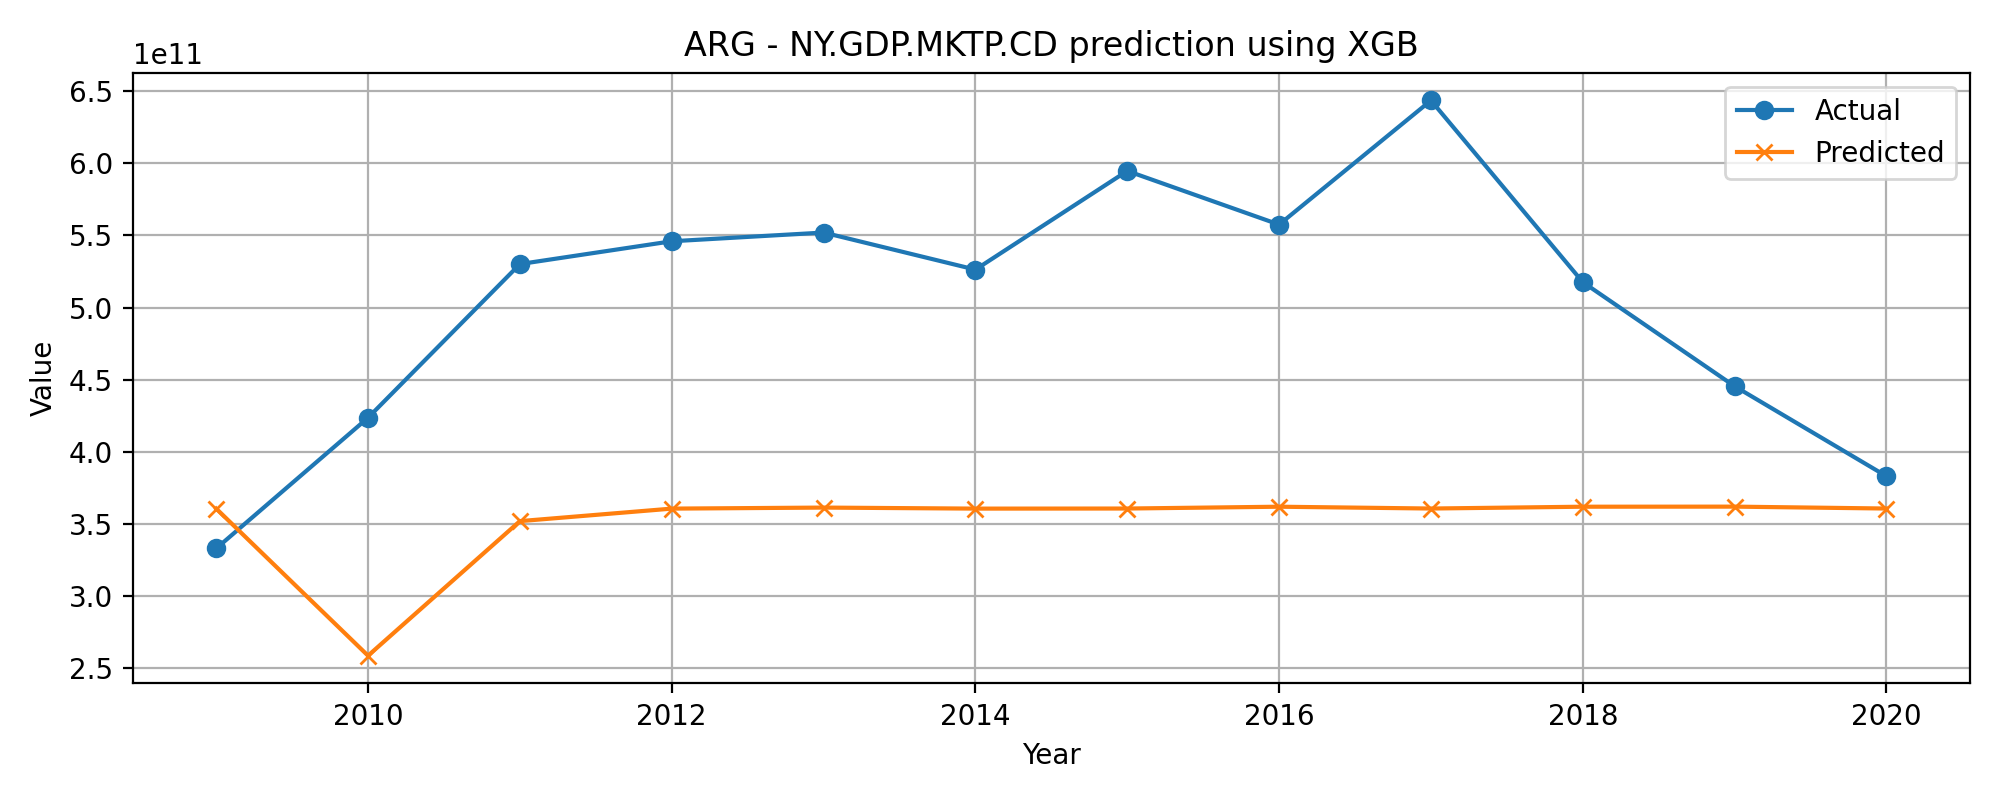 ARG - NY.GDP.MKTP.CD prediction using XGB
1e11
6.5
6.0
5.5
5.0
4.5
4.0
3.5
3.0
2.5
Value
Actual
Predicted
2010 2012 2014 2016 2018 2020
Year